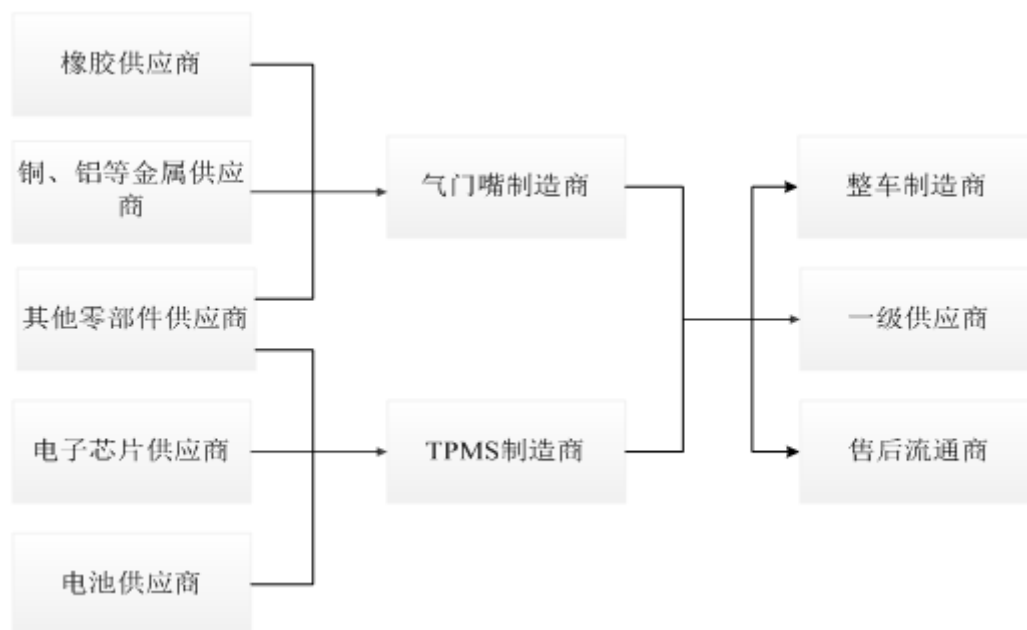 橡胶供应商
铜、铝等金属供应
商
其他零部件供应商
电子芯片供应商
电池供应商
气门嘴制造商
TPMS制造商
整车制造商
一级供应商
售后流通商